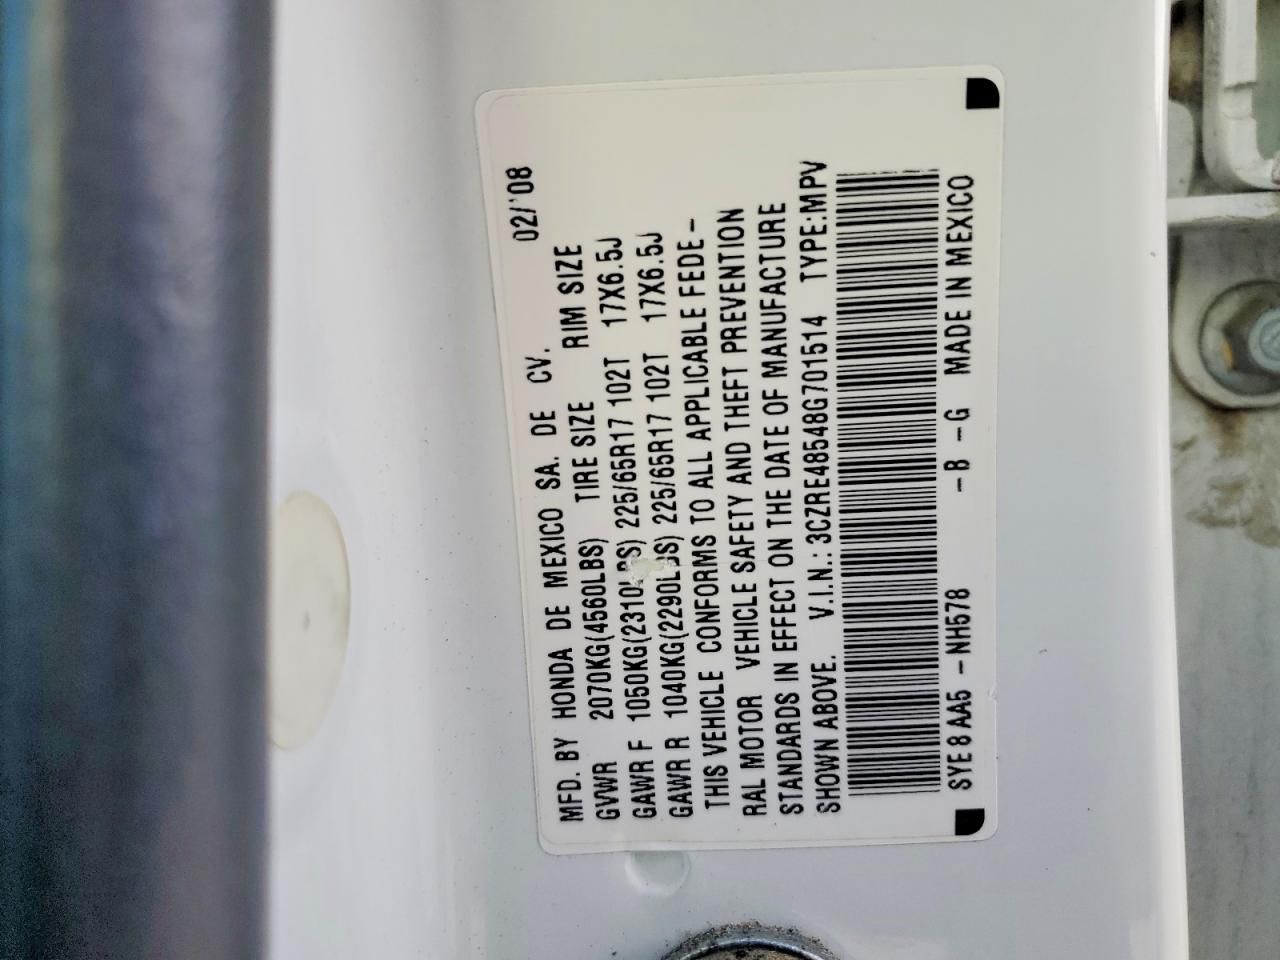 MFD. BY HONDA DE MEXICO SA. DE CV. 02/'08
GVWR 2070KG(4560LBS) TIRE SIZE RIM SIZE
GAWR F 1050KG(2310LBS) 225/65R17 102T 17X6.5J
GAWR R 1040KG(2290LBS) 225/65R17 102T 17X6.5J
THIS VEHICLE CONFORMS TO ALL APPLICABLE FEDE-
RAL MOTOR VEHICLE SAFETY AND THEFT PREVENTION
STANDARDS IN EFFECT ON THE DATE OF MANUFACTURE
SHOWN ABOVE. V.I.N.: 3CZRE48548G701514 TYPE:MPV
SYE 8 AA5 -NH578 -B -G MADE IN MEXICO